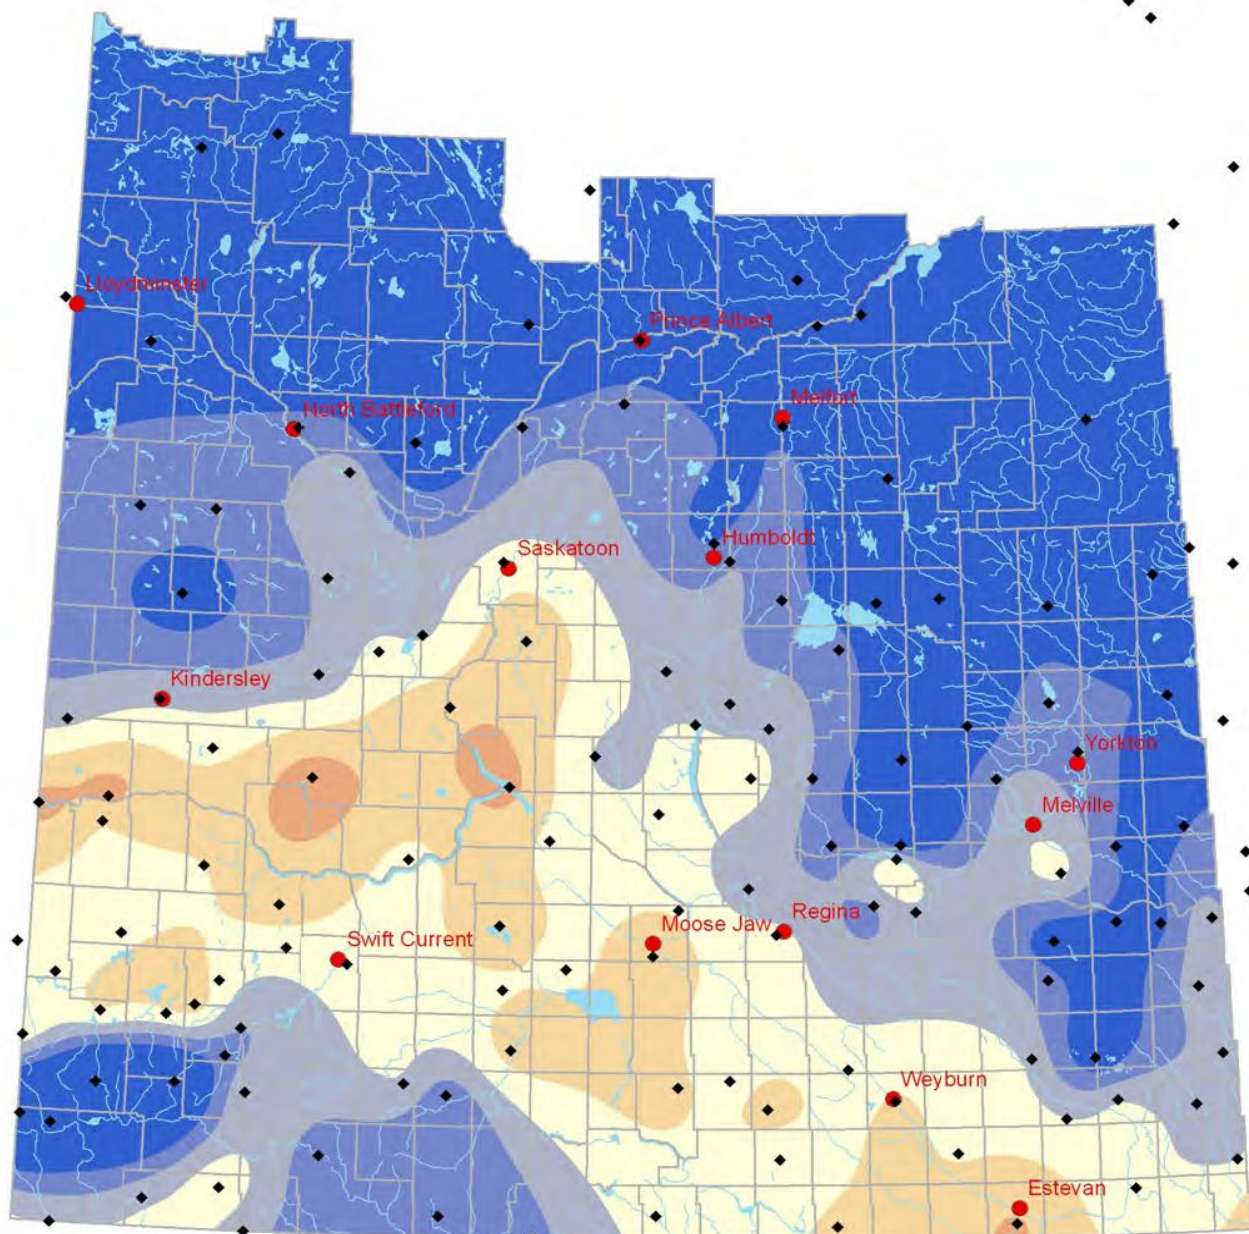 Lloydminster
Prince Albert
North Battleford
Melfort
Humboldt
Saskatoon
Kindersley
Yorkton
Melville
Regina
Moose Jaw
Swift Current
Weyburn
Estevan